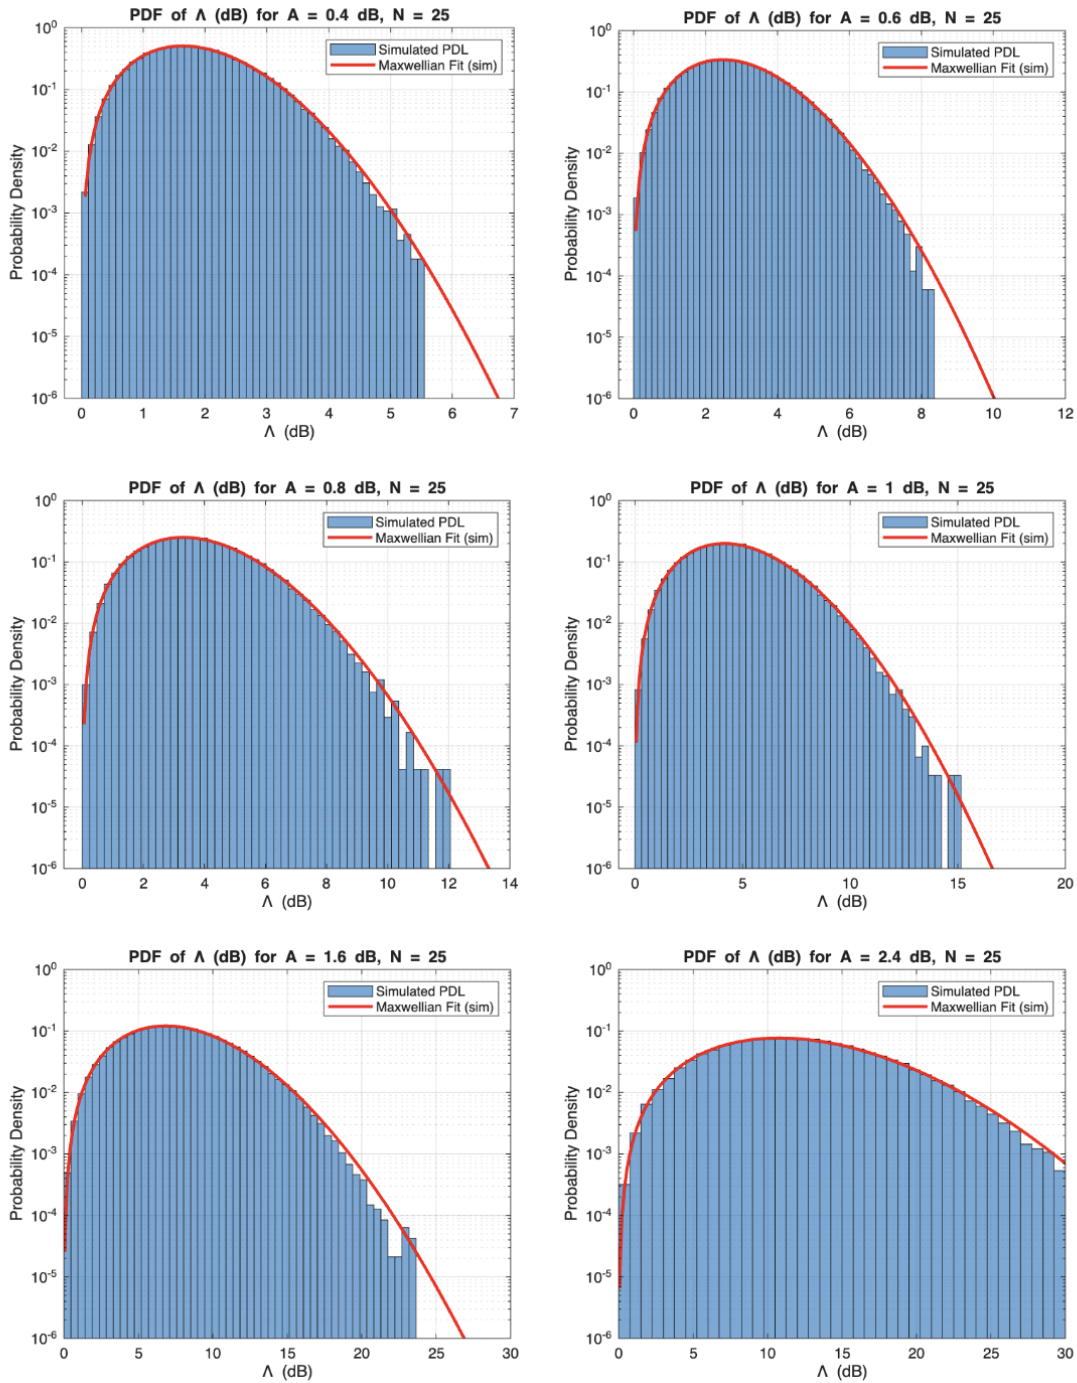 PDF of Λ (dB) for A = 0.4 dB, N = 25
Simulated PDL
Maxwellian Fit (sim)
Probability Density
10^0
10^-1
10^-2
10^-3
10^-4
10^-5
10^-6
0 1 2 3 4 5 6 7
Λ (dB)
PDF of Λ (dB) for A = 0.6 dB, N = 25
Simulated PDL
Maxwellian Fit (sim)
Probability Density
10^0
10^-1
10^-2
10^-3
10^-4
10^-5
10^-6
0 2 4 6 8 10 12
Λ (dB)
PDF of Λ (dB) for A = 0.8 dB, N = 25
Simulated PDL
Maxwellian Fit (sim)
Probability Density
10^0
10^-1
10^-2
10^-3
10^-4
10^-5
10^-6
0 2 4 6 8 10 12 14
Λ (dB)
PDF of Λ (dB) for A = 1 dB, N = 25
Simulated PDL
Maxwellian Fit (sim)
Probability Density
10^0
10^-1
10^-2
10^-3
10^-4
10^-5
10^-6
0 5 10 15 20
Λ (dB)
PDF of Λ (dB) for A = 1.6 dB, N = 25
Simulated PDL
Maxwellian Fit (sim)
Probability Density
10^0
10^-1
10^-2
10^-3
10^-4
10^-5
10^-6
0 5 10 15 20 25 30
Λ (dB)
PDF of Λ (dB) for A = 2.4 dB, N = 25
Simulated PDL
Maxwellian Fit (sim)
Probability Density
10^0
10^-1
10^-2
10^-3
10^-4
10^-5
10^-6
0 5 10 15 20 25 30
Λ (dB)